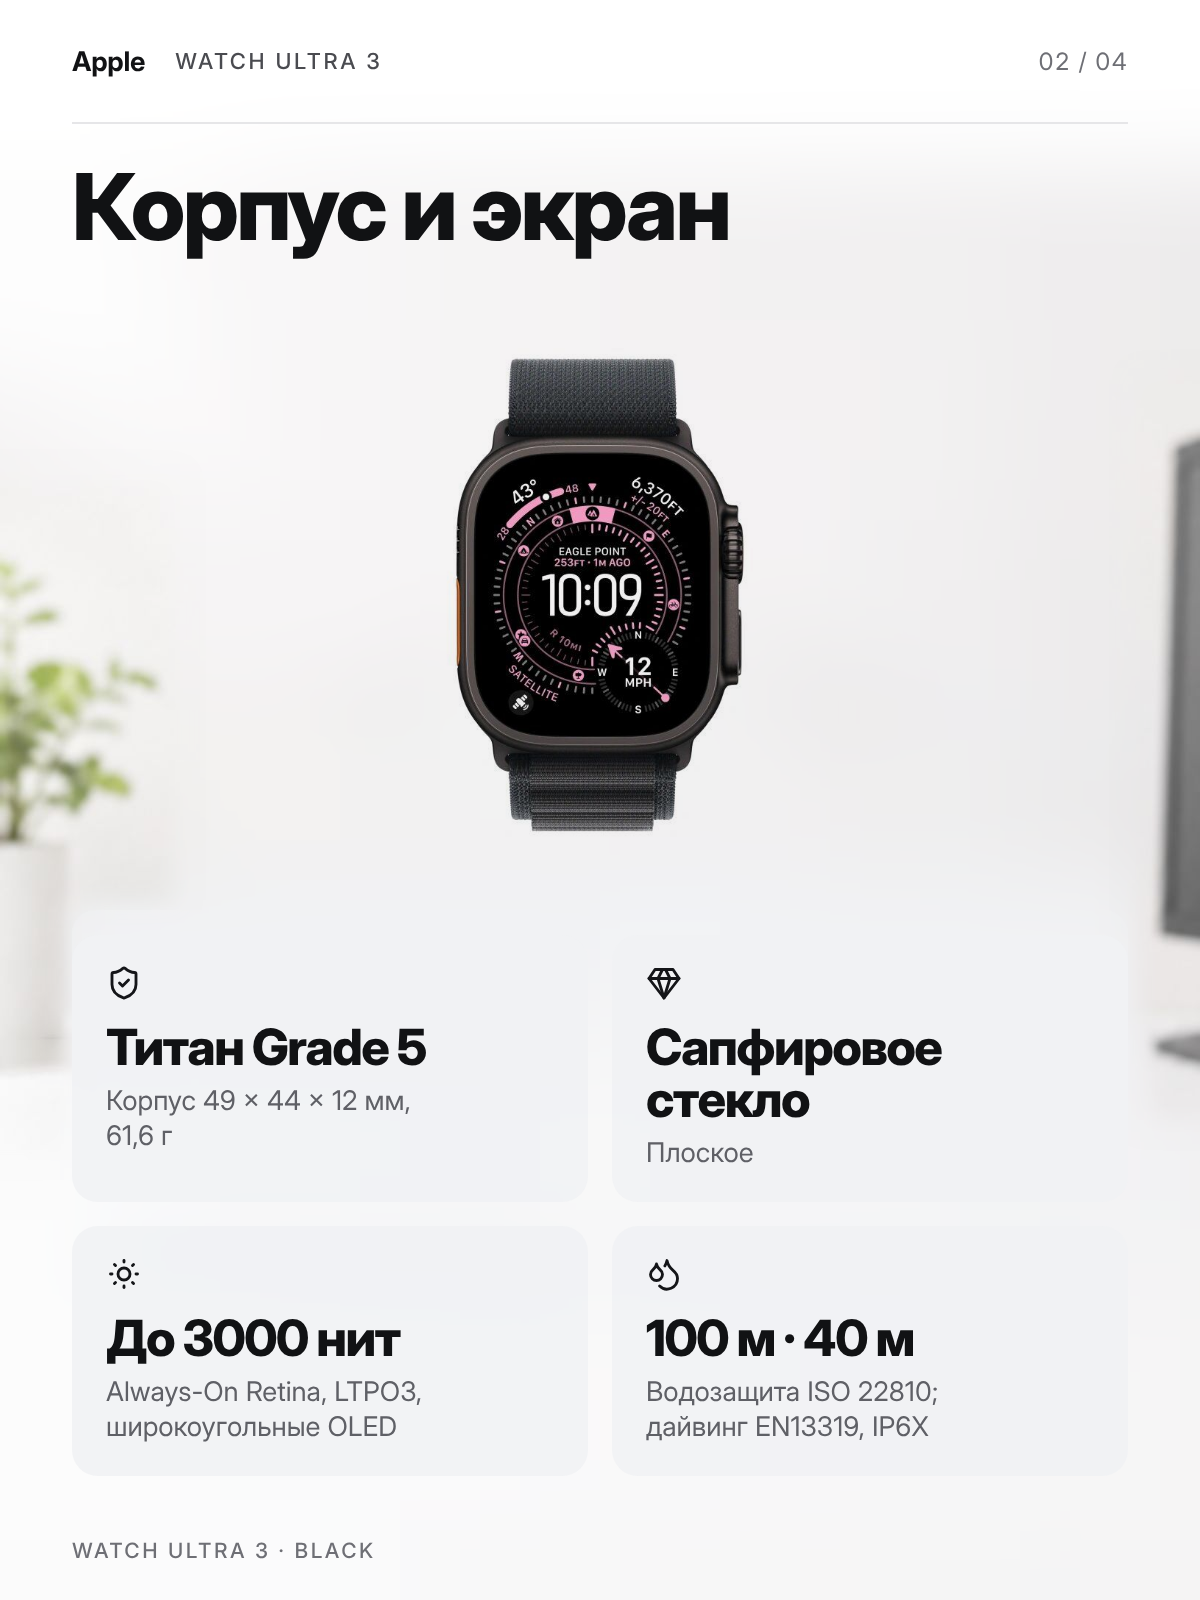 Apple WATCH ULTRA 3 02 / 04
Корпус и экран
43°
28
48
6,370FT
+/- 20FT
N
E
EAGLE POINT
253FT · 1M AGO
10:09
R 10MI
SATELLITE
N
W 12 E
MPH
S
Титан Grade 5
Корпус 49 × 44 × 12 мм,
61,6 г
Сапфировое
стекло
Плоское
До 3000 нит
Always-On Retina, LTPO3,
широкоугольные OLED
100 м · 40 м
Водозащита ISO 22810;
дайвинг EN13319, IP6X
WATCH ULTRA 3 · BLACK